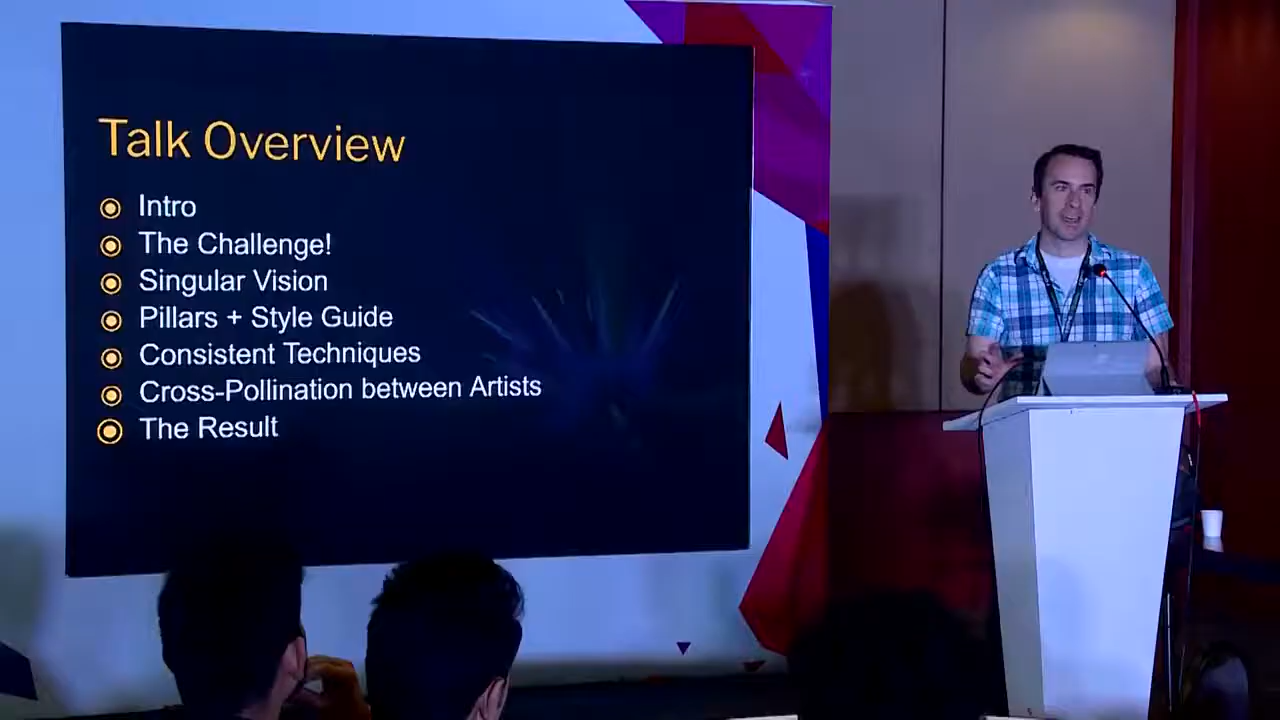 Talk Overview
Intro
The Challenge!
Singular Vision
Pillars + Style Guide
Consistent Techniques
Cross-Pollination between Artists
The Result